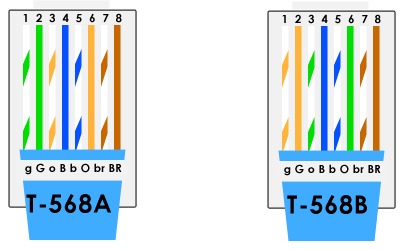 1 2 3 4 5 6 7 8
g G o B b O br BR
T-568A
1 2 3 4 5 6 7 8
g G o B b O br BR
T-568B